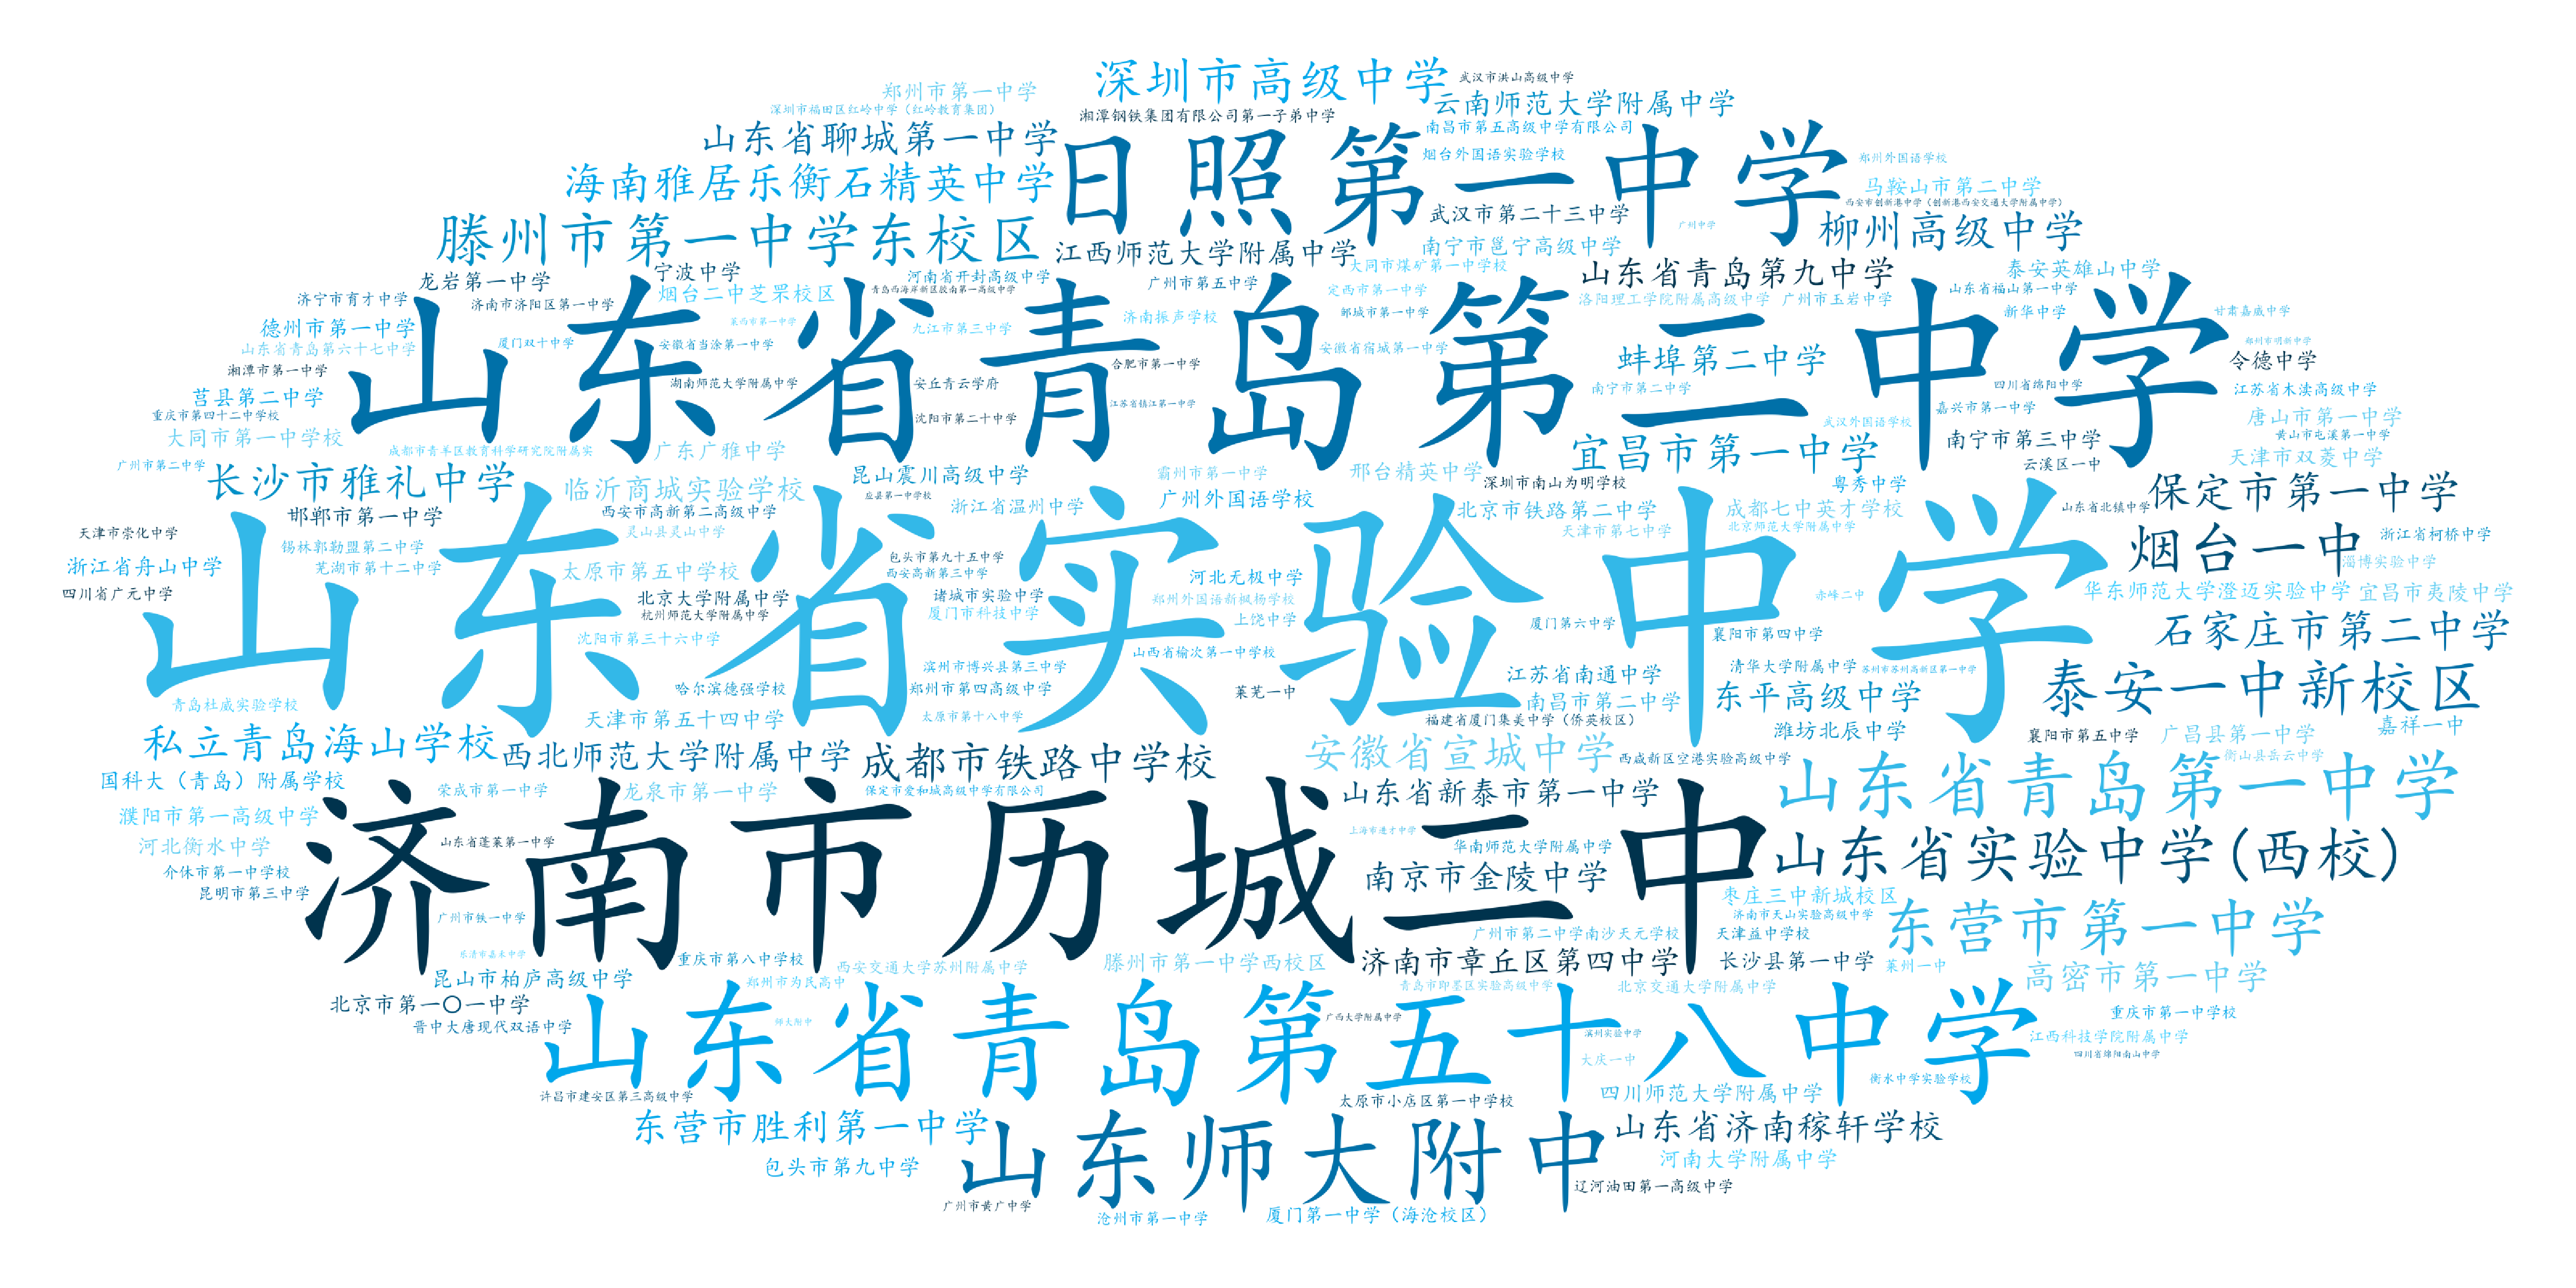 深圳市高级中学
武汉市洪山高级中学
郑州市第一中学
云南师范大学附属中学
深圳市福田区红岭中学（红岭教育集团）
湘潭钢铁集团有限公司第一子弟中学
南昌市第五高级中学有限公司
山东省聊城第一中学
日照第一中学
烟台外国语实验学校
郑州外国语学校
海南雅居乐衡石精英中学
马鞍山市第二中学
西安市创新港中学（创新港西安交通大学附属中学）
武汉市第二十三中学
广州中学
滕州市第一中学东校区
柳州高级中学
江西师范大学附属中学
南宁市邕宁高级中学
大同市煤矿第一中学校
山东省青岛第九中学
泰安英雄山中学
龙岩第一中学
宁波中学
河南省开封高级中学
广州市第五中学
定西市第一中学
山东省福山第一中学
济宁市育才中学
济南市济阳区第一中学
烟台二中芝罘校区
青岛西海岸新区胶南第一高级中学
洛阳理工学院附属高级中学
广州市玉岩中学
邹城市第一中学
新华中学
甘肃嘉威中学
德州市第一中学
莱西市第一中学
九江市第三中学
济南振声学校
山东省青岛第二中学
山东省青岛第六十七中学
厦门双十中学
安徽省当涂第一中学
安徽省宿城第一中学
蚌埠第二中学
郑州市明新中学
令德中学
湘潭市第一中学
合肥市第一中学
湖南师范大学附属中学
安丘青云学府
南宁市第二中学
四川省绵阳中学
江苏省木渎高级中学
莒县第二中学
江苏省镇江第一中学
嘉兴市第一中学
重庆市第四十二中学校
沈阳市第二十中学
武汉外国语学校
唐山市第一中学
大同市第一中学校
黄山市屯溪第一中学
成都市青羊区教育科学研究院附属实
广东广雅中学
宜昌市第一中学
南宁市第三中学
天津市双菱中学
广州市第二中学
云溪区一中
长沙市雅礼中学
临沂商城实验学校
昆山震川高级中学
霸州市第一中学
邢台精英中学
深圳市南山为明学校
粤秀中学
保定市第一中学
应县第一中学校
广州外国语学校
邯郸市第一中学
西安市高新第二高级中学
浙江省温州中学
北京市铁路第二中学
成都七中英才学校
山东省北镇中学
天津市崇化中学
灵山县灵山中学
天津市第七中学
北京师范大学附属中学
浙江省柯桥中学
山东省实验中学
锡林郭勒盟第二中学
烟台一中
淄博实验中学
浙江省舟山中学
芜湖市第十二中学
太原市第五中学校
包头市第九十五中学
西安高新第三中学
河北无极中学
四川省广元中学
北京大学附属中学
诸城市实验中学
郑州外国语新枫杨学校
赤峰二中
华东师范大学澄迈实验中学
宜昌市夷陵中学
杭州师范大学附属中学
厦门市科技中学
上饶中学
厦门第六中学
襄阳市第四中学
石家庄市第二中学
沈阳市第三十六中学
山西省榆次第一中学校
滨州市博兴县第三中学
江苏省南通中学
清华大学附属中学
苏州市苏州高新区第一中学
哈尔滨德强学校
郑州市第四高级中学
莱芜一中
东平高级中学
泰安一中新校区
青岛杜威实验学校
南昌市第二中学
天津市第五十四中学
太原市第十八中学
福建省厦门集美中学（侨英校区）
潍坊北辰中学
襄阳市第五中学
广昌县第一中学
嘉祥一中
私立青岛海山学校
西北师范大学附属中学
成都市铁路中学校
安徽省宣城中学
西咸新区空港实验高级中学
衡山县岳云中学
国科大（青岛）附属学校
荣成市第一中学
龙泉市第一中学
保定市爱和城高级中学有限公司
山东省新泰市第一中学
山东省青岛第一中学
濮阳市第一高级中学
济南市历城二中
上海市进才中学
河北衡水中学
山东省蓬莱第一中学
华南师范大学附属中学
山东省实验中学(西校)
介休市第一中学校
南京市金陵中学
昆明市第三中学
枣庄三中新城校区
广州市铁一中学
济南市天山实验高级中学
东营市第一中学
广州市第二中学南沙天元学校
天津益中学校
乐清市嘉禾中学
重庆市第八中学校
西安交通大学苏州附属中学
滕州市第一中学西校区
济南市章丘区第四中学
长沙县第一中学
莱州一中
昆山市柏庐高级中学
郑州市为民高中
青岛市即墨区实验高级中学
北京交通大学附属中学
高密市第一中学
北京市第一〇一中学
山东省青岛第五十八中学
重庆市第一中学校
晋中大唐现代双语中学
师大附中
广西大学附属中学
滨州实验中学
江西科技学院附属中学
大庆一中
四川省绵阳南山中学
衡水中学实验学校
许昌市建安区第三高级中学
太原市小店区第一中学校
四川师范大学附属中学
东营市胜利第一中学
山东师大附中
山东省济南稼轩学校
包头市第九中学
河南大学附属中学
辽河油田第一高级中学
广州市黄广中学
沧州市第一中学
厦门第一中学（海沧校区）